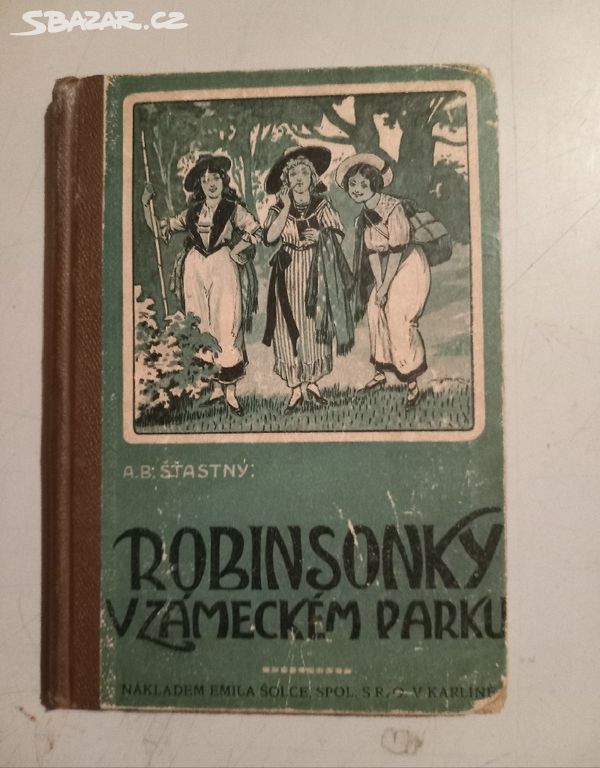 SBAZAR.CZ
A.B. ŠŤASTNÝ:
ROBINSONKY
V ZÁMECKÉM PARKU
NÁKLADEM EMILA ŠOLCE, SPOL. S R. O. V KARLÍNĚ